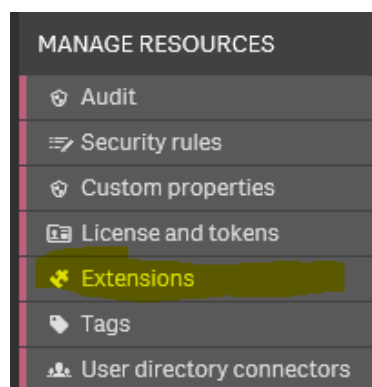 MANAGE RESOURCES
Audit
Security rules
Custom properties
License and tokens
Extensions
Tags
User directory connectors